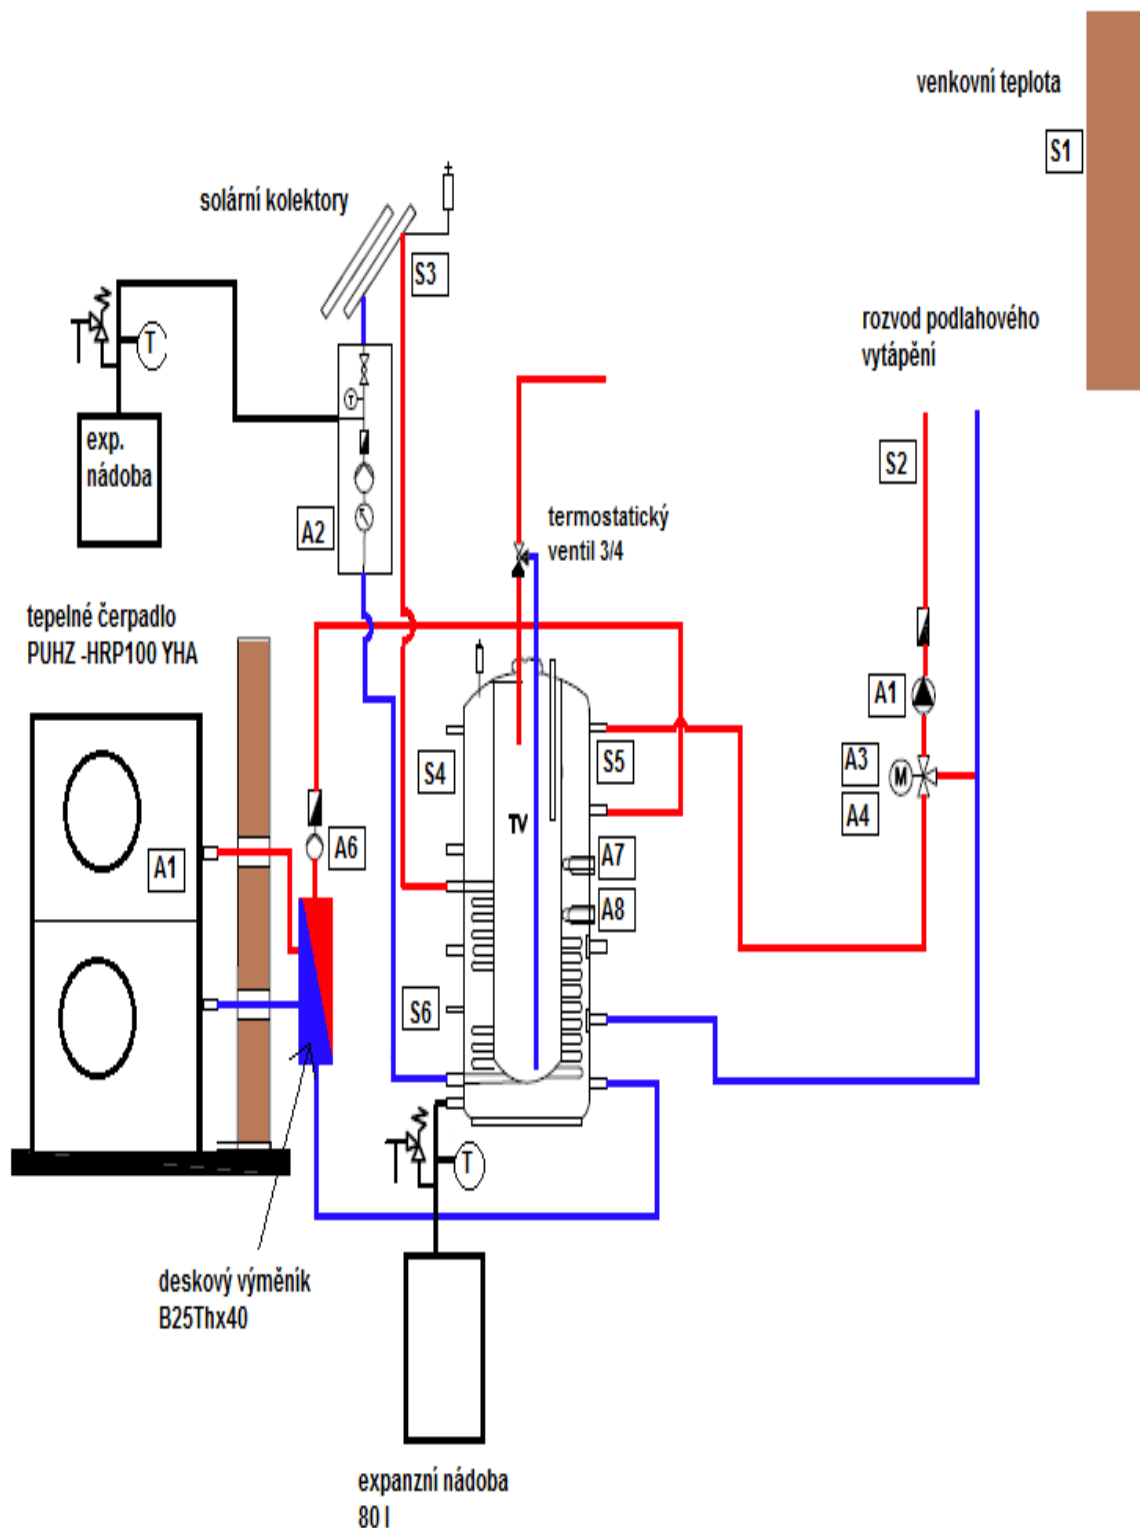 venkovní teplota
S1
solární kolektory
S3
T
rozvod podlahového
vytápění
T
exp.
nádoba
S2
A2
termostatický
ventil 3/4
tepelné čerpadlo
PUHZ -HRP100 YHA
A1
S4
S5
A3
M
A4
TV
A6
A7
A1
A8
S6
T
deskový výměník
B25Thx40
expanzní nádoba
80 l